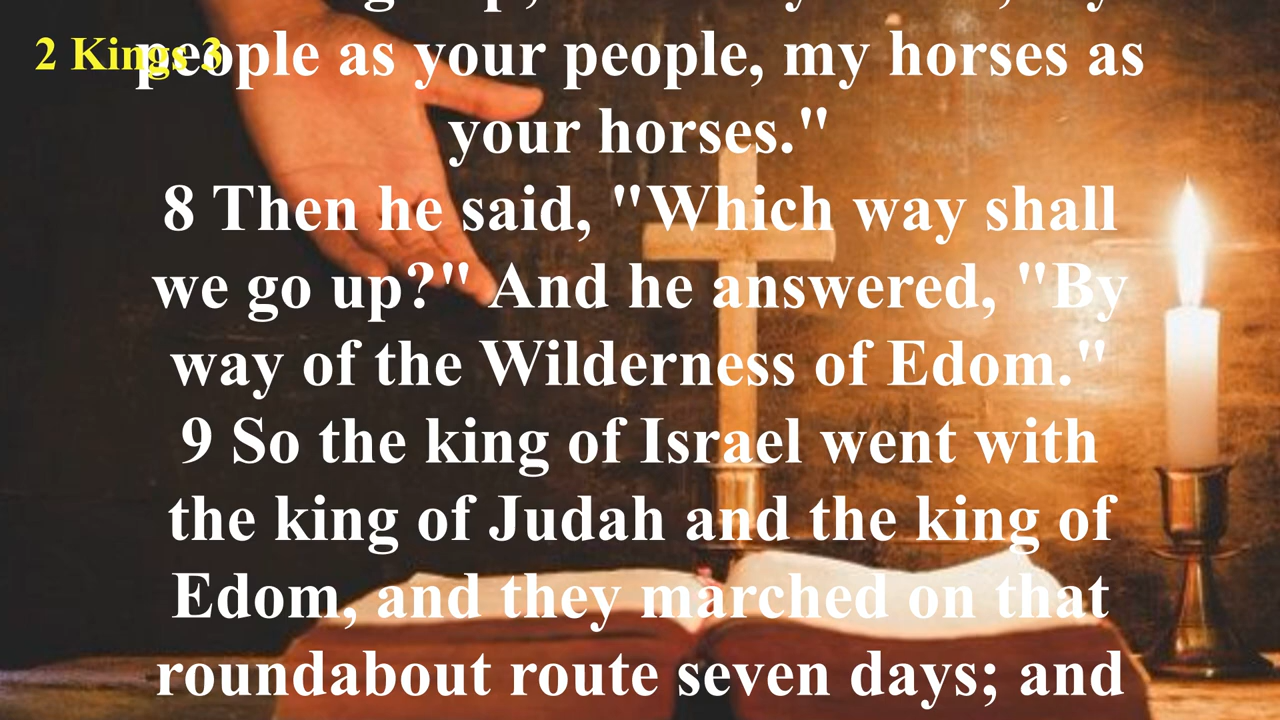 2 Kings 3
people as your people, my horses as
your horses."
8 Then he said, "Which way shall
we go up?" And he answered, "By
way of the Wilderness of Edom."
9 So the king of Israel went with
the king of Judah and the king of
Edom, and they marched on that
roundabout route seven days; and